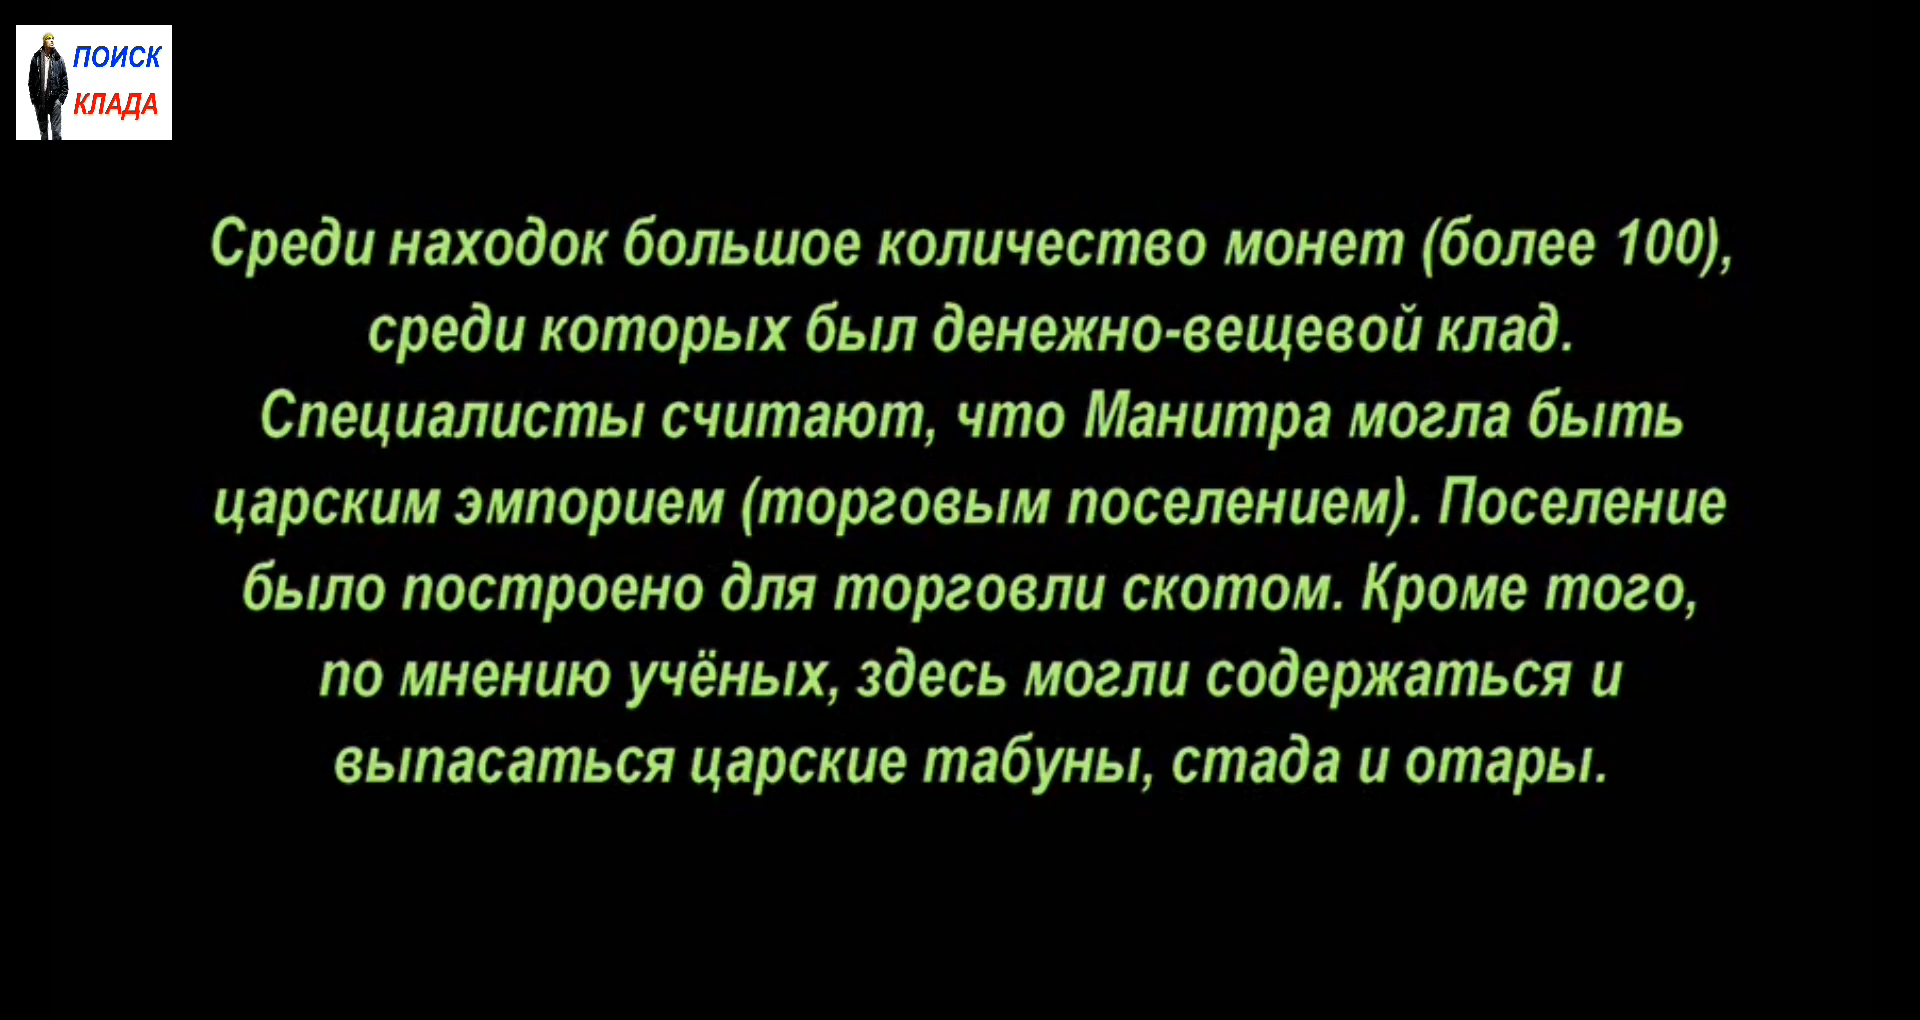 ПОИСК
КЛАДА
Среди находок большое количество монет (более 100),
среди которых был денежно-вещевой клад.
Специалисты считают, что Манитра могла быть
царским эмпорием (торговым поселением). Поселение
было построено для торговли скотом. Кроме того,
по мнению учёных, здесь могли содержаться и
выпасаться царские табуны, стада и отары.